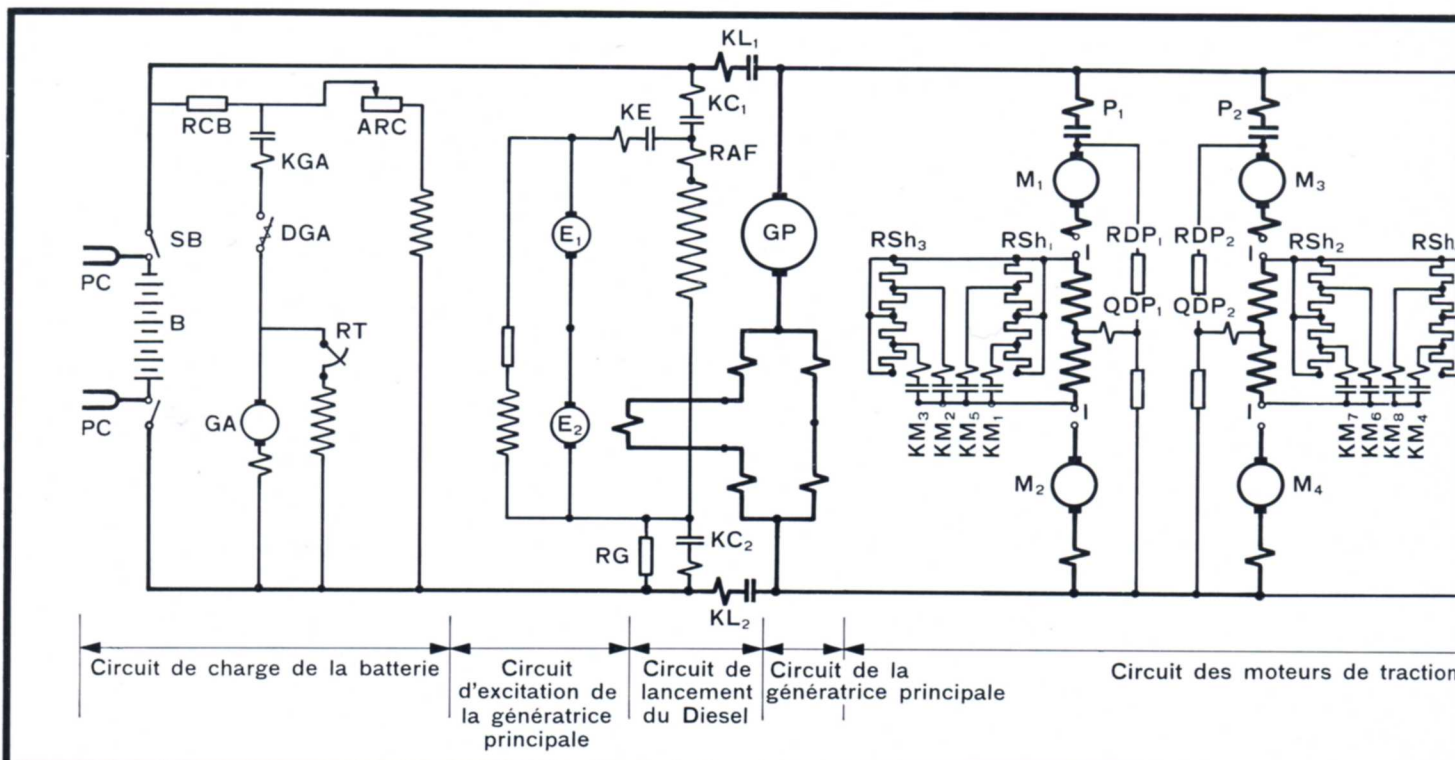 KL₁
KC₁
KE
RCB
ARC
RAF
P₁
P₂
KGA
M₁
M₃
SB
DGA
E₁
GP
RSh₃
RSh₁
RDP₁
RDP₂
RSh₂
RSh
I
I
PC
B
RT
QDP₁
QDP₂
PC
GA
E₂
I
I
KM₃
KM₂
KM₅
KM₁
KM₇
KM₆
KM₈
KM₄
M₂
M₄
RG
KC₂
KL₂
Circuit de charge de la batterie
Circuit
d'excitation de
la génératrice
principale
Circuit de
lancement
du Diesel
Circuit de la
génératrice principale
Circuit des moteurs de traction